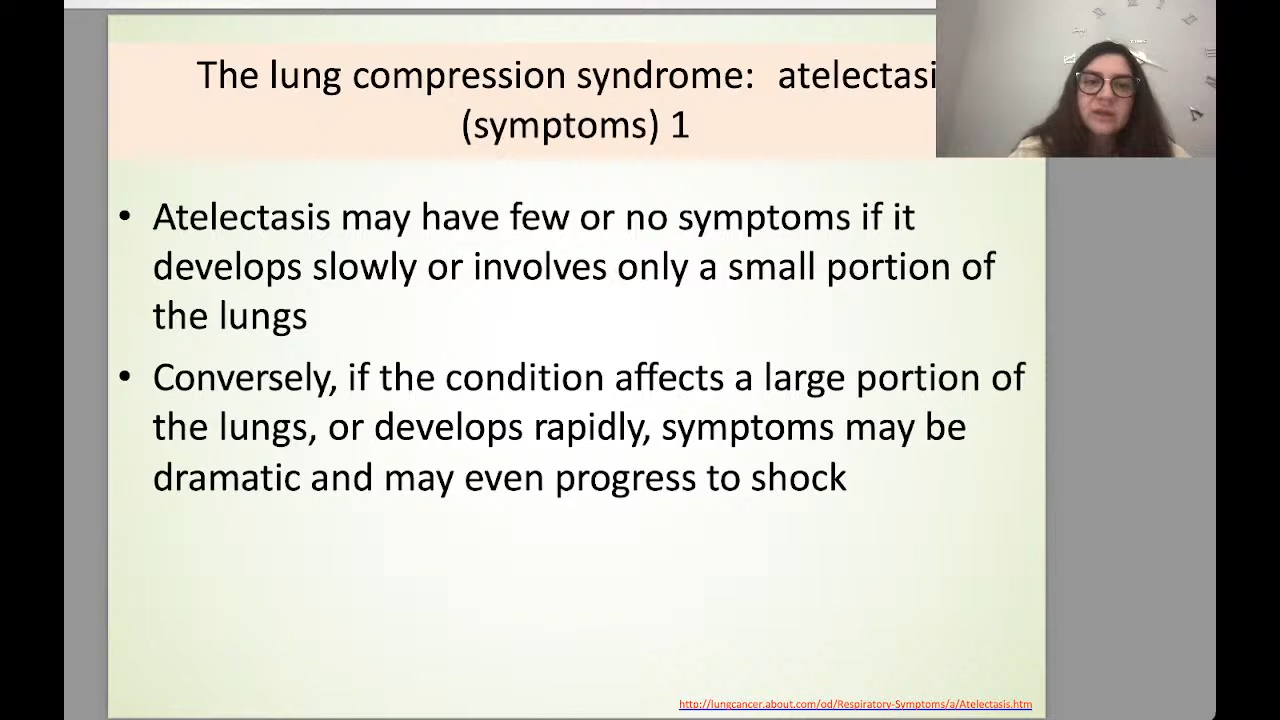 The lung compression syndrome: atelectasi
(symptoms) 1
• Atelectasis may have few or no symptoms if it
develops slowly or involves only a small portion of
the lungs
• Conversely, if the condition affects a large portion of
the lungs, or develops rapidly, symptoms may be
dramatic and may even progress to shock
http://lungcancer.about.com/od/Respiratory-Symptoms/a/Atelectasis.htm